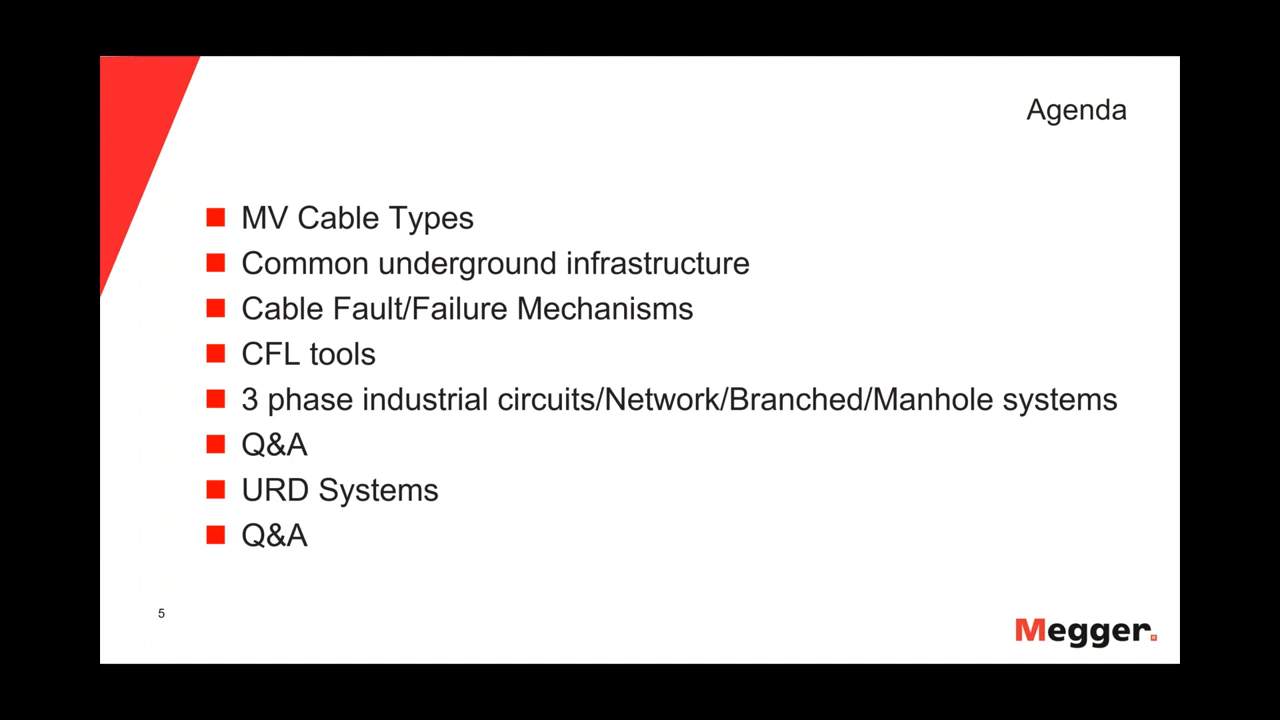 Agenda
MV Cable Types
Common underground infrastructure
Cable Fault/Failure Mechanisms
CFL tools
3 phase industrial circuits/Network/Branched/Manhole systems
Q&A
URD Systems
Q&A
5
Megger.